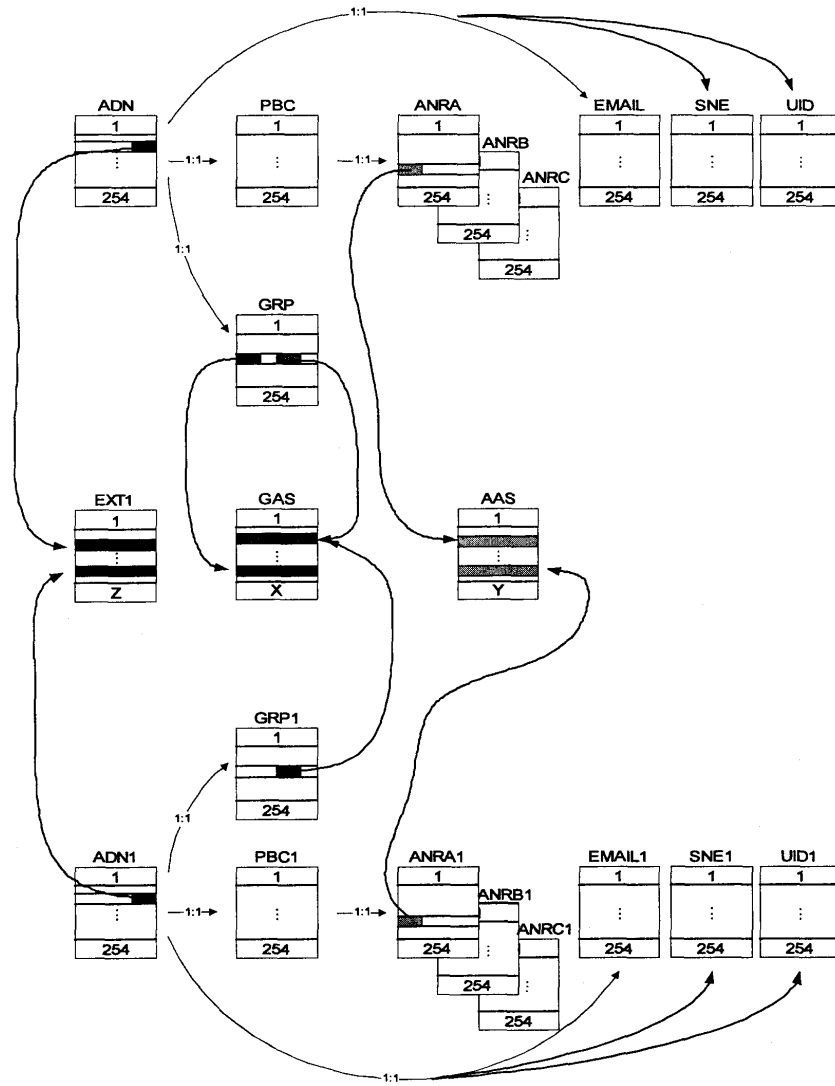 1:1
ADN PBC ANRA EMAIL SNE UID
1 1 1 1 1 1
ANRB
1:1 1:1
ANRC
254 254 254 254 254 254
254
1:1
254
GRP
1
254
EXT1 GAS AAS
1 1 1
Z X Y
GRP1
1
1:1
254
ADN1 PBC1 ANRA1 EMAIL1 SNE1 UID1
1 1 1 1 1 1
ANRB1
1:1 1:1
ANRC1
254 254 254 254 254 254
254
254
1:1